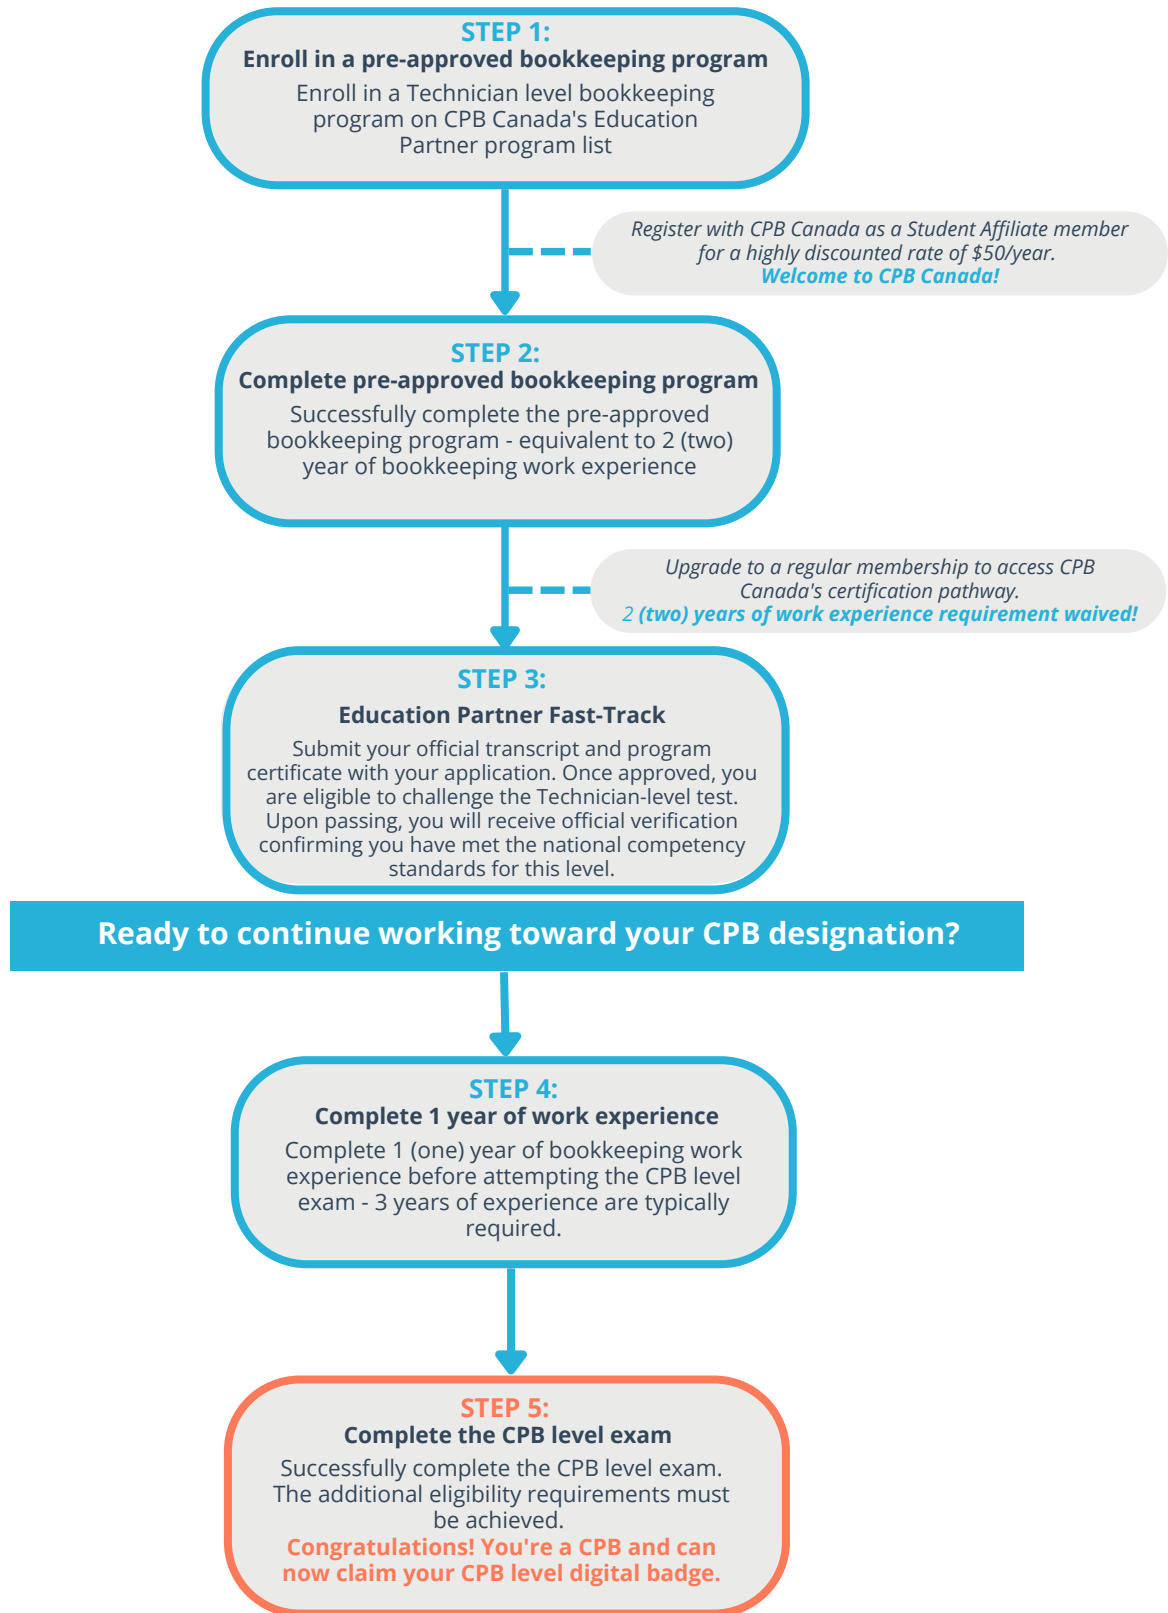 STEP 1:
Enroll in a pre-approved bookkeeping program
Enroll in a Technician level bookkeeping
program on CPB Canada's Education
Partner program list
Register with CPB Canada as a Student Affiliate member
for a highly discounted rate of $50/year.
Welcome to CPB Canada!
STEP 2:
Complete pre-approved bookkeeping program
Successfully complete the pre-approved
bookkeeping program - equivalent to 2 (two)
year of bookkeeping work experience
Upgrade to a regular membership to access CPB
Canada's certification pathway.
2 (two) years of work experience requirement waived!
STEP 3:
Education Partner Fast-Track
Submit your official transcript and program
certificate with your application. Once approved, you
are eligible to challenge the Technician-level test.
Upon passing, you will receive official verification
confirming you have met the national competency
standards for this level.
Ready to continue working toward your CPB designation?
STEP 4:
Complete 1 year of work experience
Complete 1 (one) year of bookkeeping work
experience before attempting the CPB level
exam - 3 years of experience are typically
required.
STEP 5:
Complete the CPB level exam
Successfully complete the CPB level exam.
The additional eligibility requirements must
be achieved.
Congratulations! You're a CPB and can
now claim your CPB level digital badge.